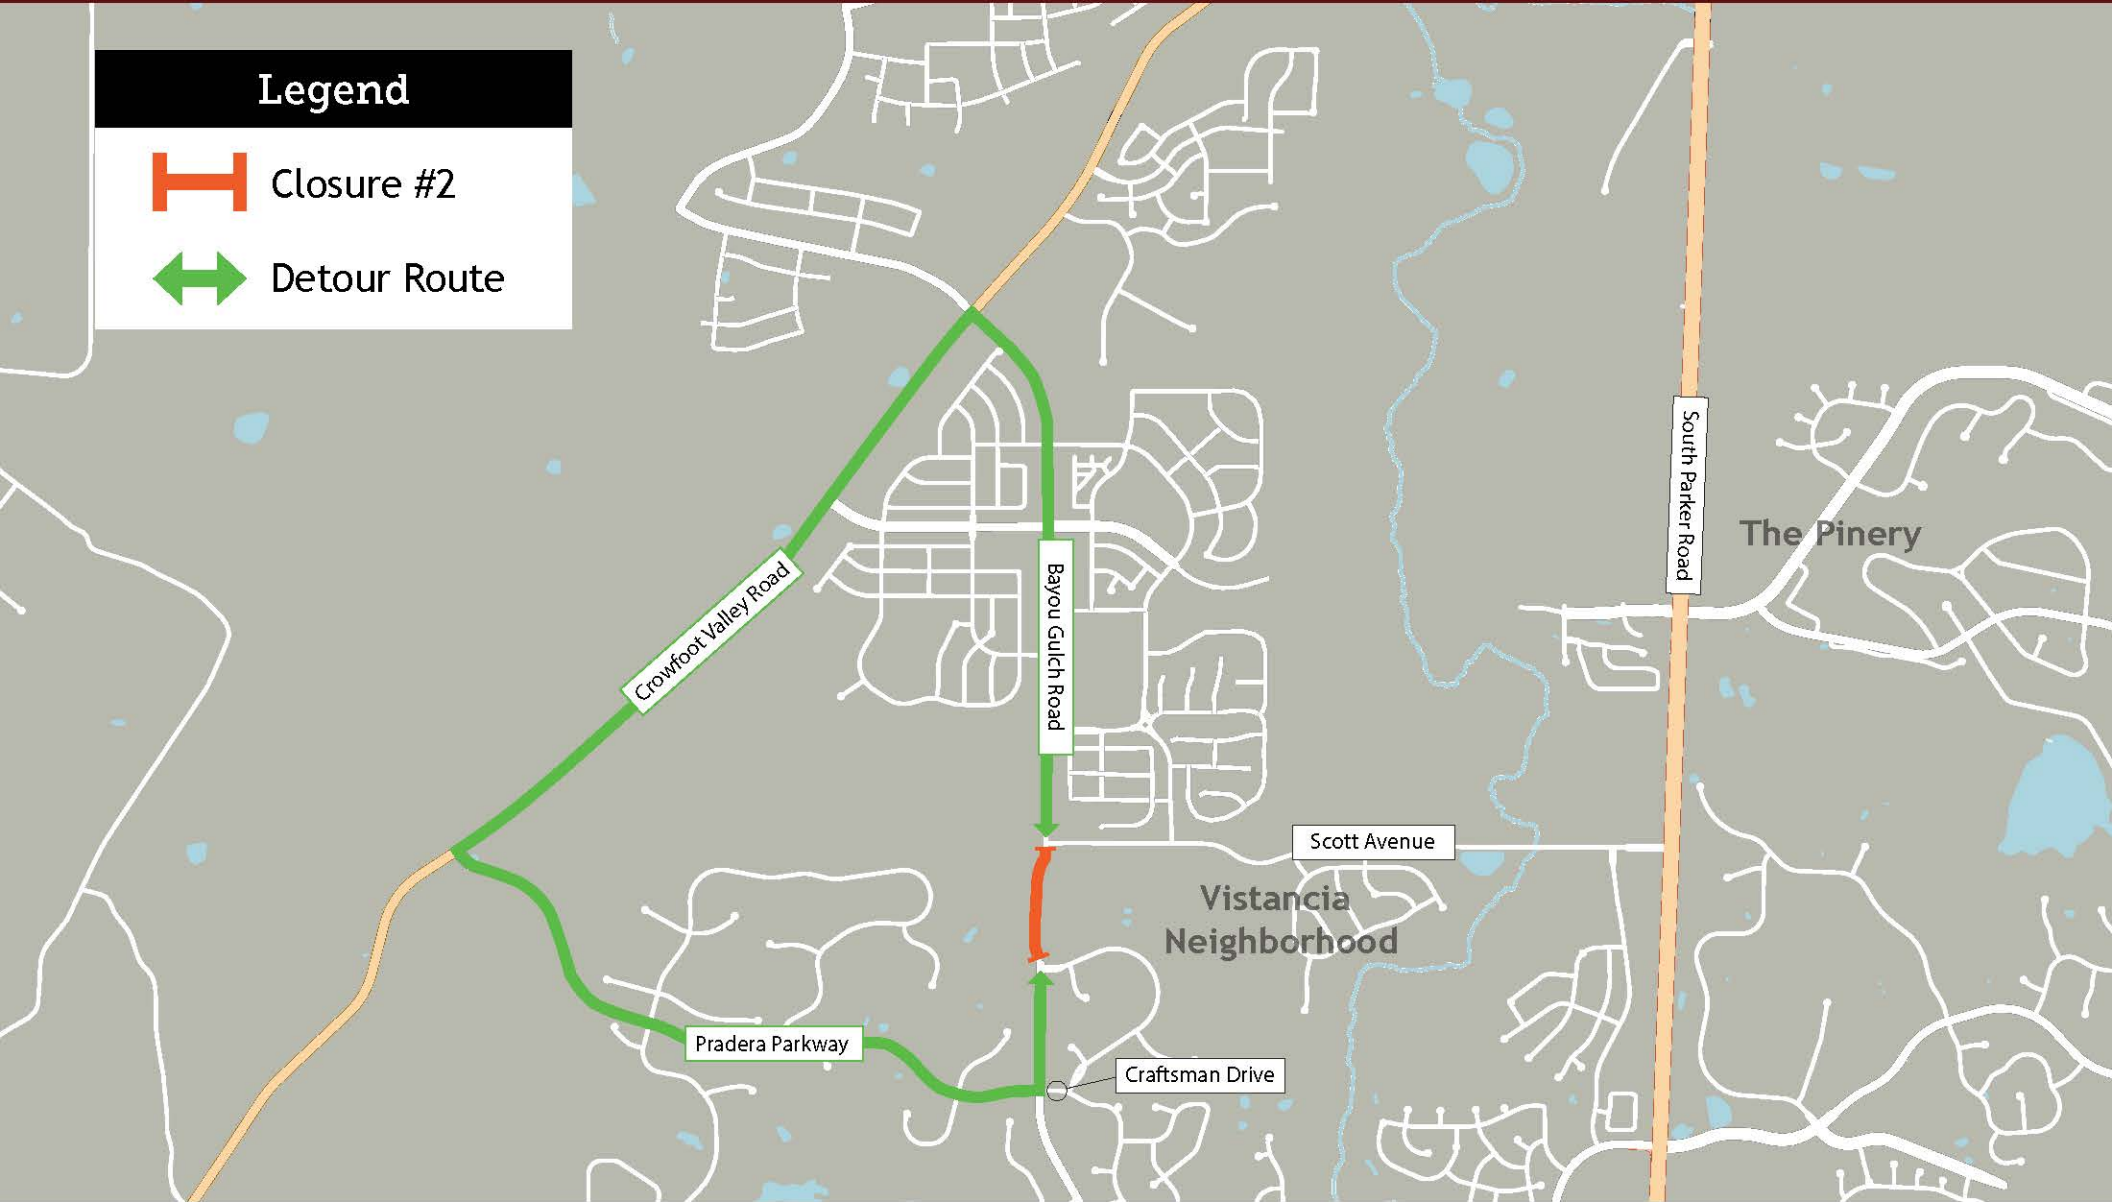 Legend
Closure #2
Detour Route
South Parker Road
The Pinery
Crowfoot Valley Road
Bayou Gulch Road
Scott Avenue
Vistancia
Neighborhood
Pradera Parkway
Craftsman Drive